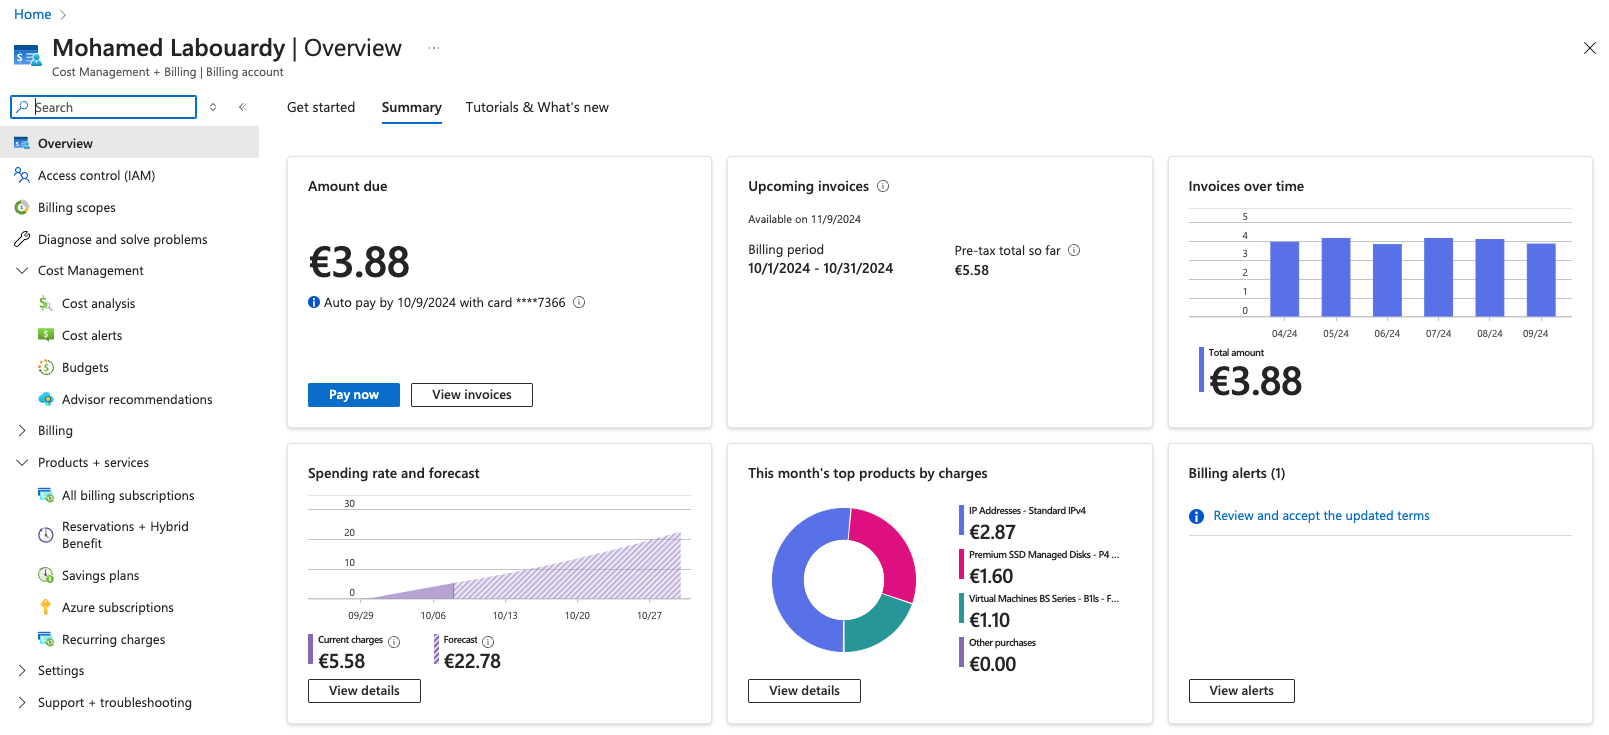 Home
Mohamed Labouardy | Overview ...
Cost Management + Billing | Billing account
Search
Overview
Access control (IAM)
Billing scopes
Diagnose and solve problems
Cost Management
Cost analysis
Cost alerts
Budgets
Advisor recommendations
Billing
Products + services
All billing subscriptions
Reservations + Hybrid
Benefit
Savings plans
Azure subscriptions
Recurring charges
Settings
Support + troubleshooting
Get started Summary Tutorials & What's new
Amount due
€3.88
Auto pay by 10/9/2024 with card ****7366
Pay now View invoices
Upcoming invoices
Available on 11/9/2024
Billing period
10/1/2024 - 10/31/2024
Pre-tax total so far
€5.58
Invoices over time
5
4
3
2
1
0
04/24 05/24 06/24 07/24 08/24 09/24
Total amount
€3.88
Spending rate and forecast
30
20
10
0
09/29 10/06 10/13 10/20 10/27
Current charges
€5.58
Forecast
€22.78
View details
This month's top products by charges
IP Addresses - Standard IPv4
€2.87
Premium SSD Managed Disks - P4 ...
€1.60
Virtual Machines BS Series - B1ls - F...
€1.10
Other purchases
€0.00
View details
Billing alerts (1)
Review and accept the updated terms
View alerts